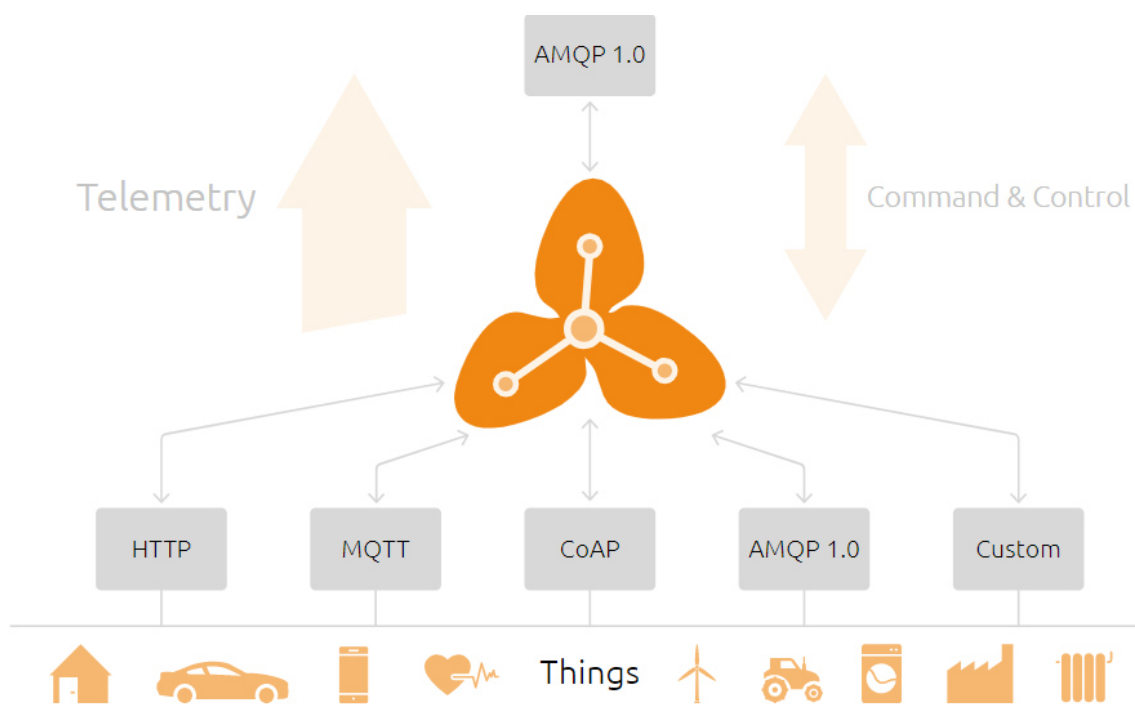 AMQP 1.0
Telemetry
Command & Control
HTTP
MQTT
CoAP
AMQP 1.0
Custom
Things